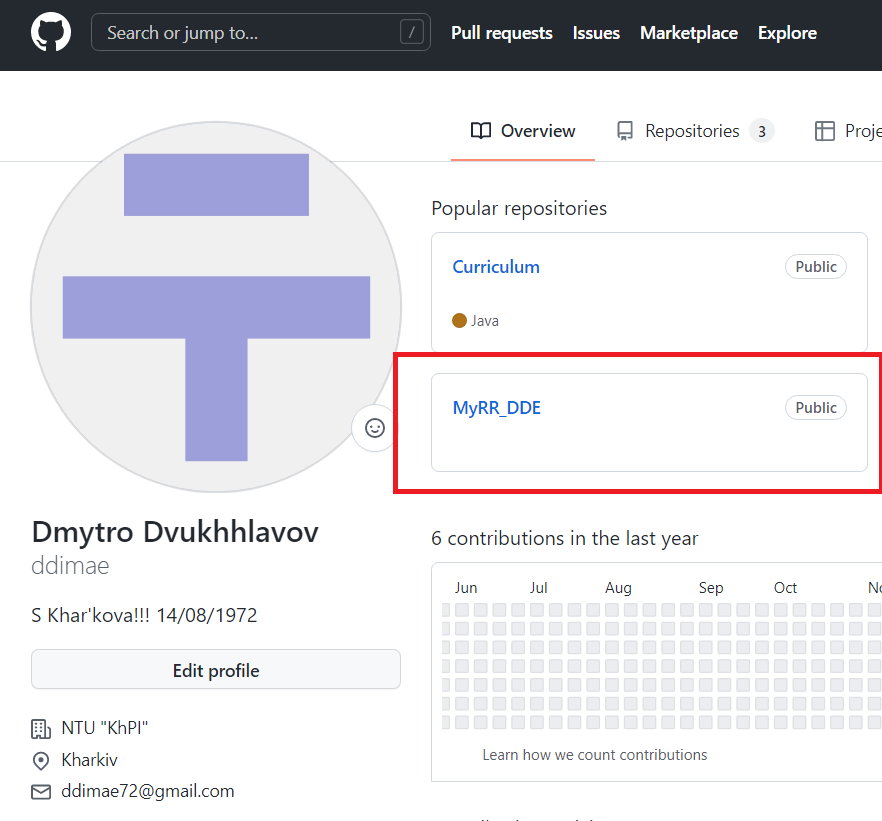 Search or jump to... / Pull requests Issues Marketplace Explore
Overview Repositories 3 Proje
Popular repositories
Curriculum Public
Java
MyRR_DDE Public
Dmytro Dvukhhlavov
ddimae
S Khar'kova!!! 14/08/1972
Edit profile
NTU "KhPI"
Kharkiv
ddimae72@gmail.com
6 contributions in the last year
Jun Jul Aug Sep Oct No
Learn how we count contributions